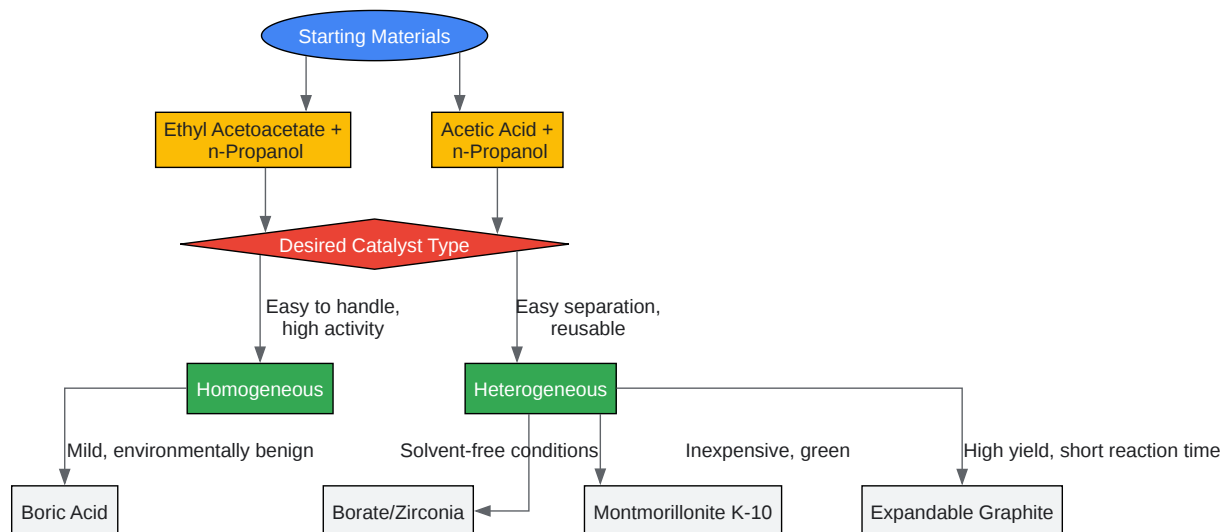 Starting Materials
Ethyl Acetoacetate +
n-Propanol
Acetic Acid +
n-Propanol
Desired Catalyst Type
Easy to handle,
high activity
Easy separation,
reusable
Homogeneous
Heterogeneous
Mild, environmentally benign
Solvent-free conditions
Inexpensive, green
High yield, short reaction time
Boric Acid
Borate/Zirconia
Montmorillonite K-10
Expandable Graphite